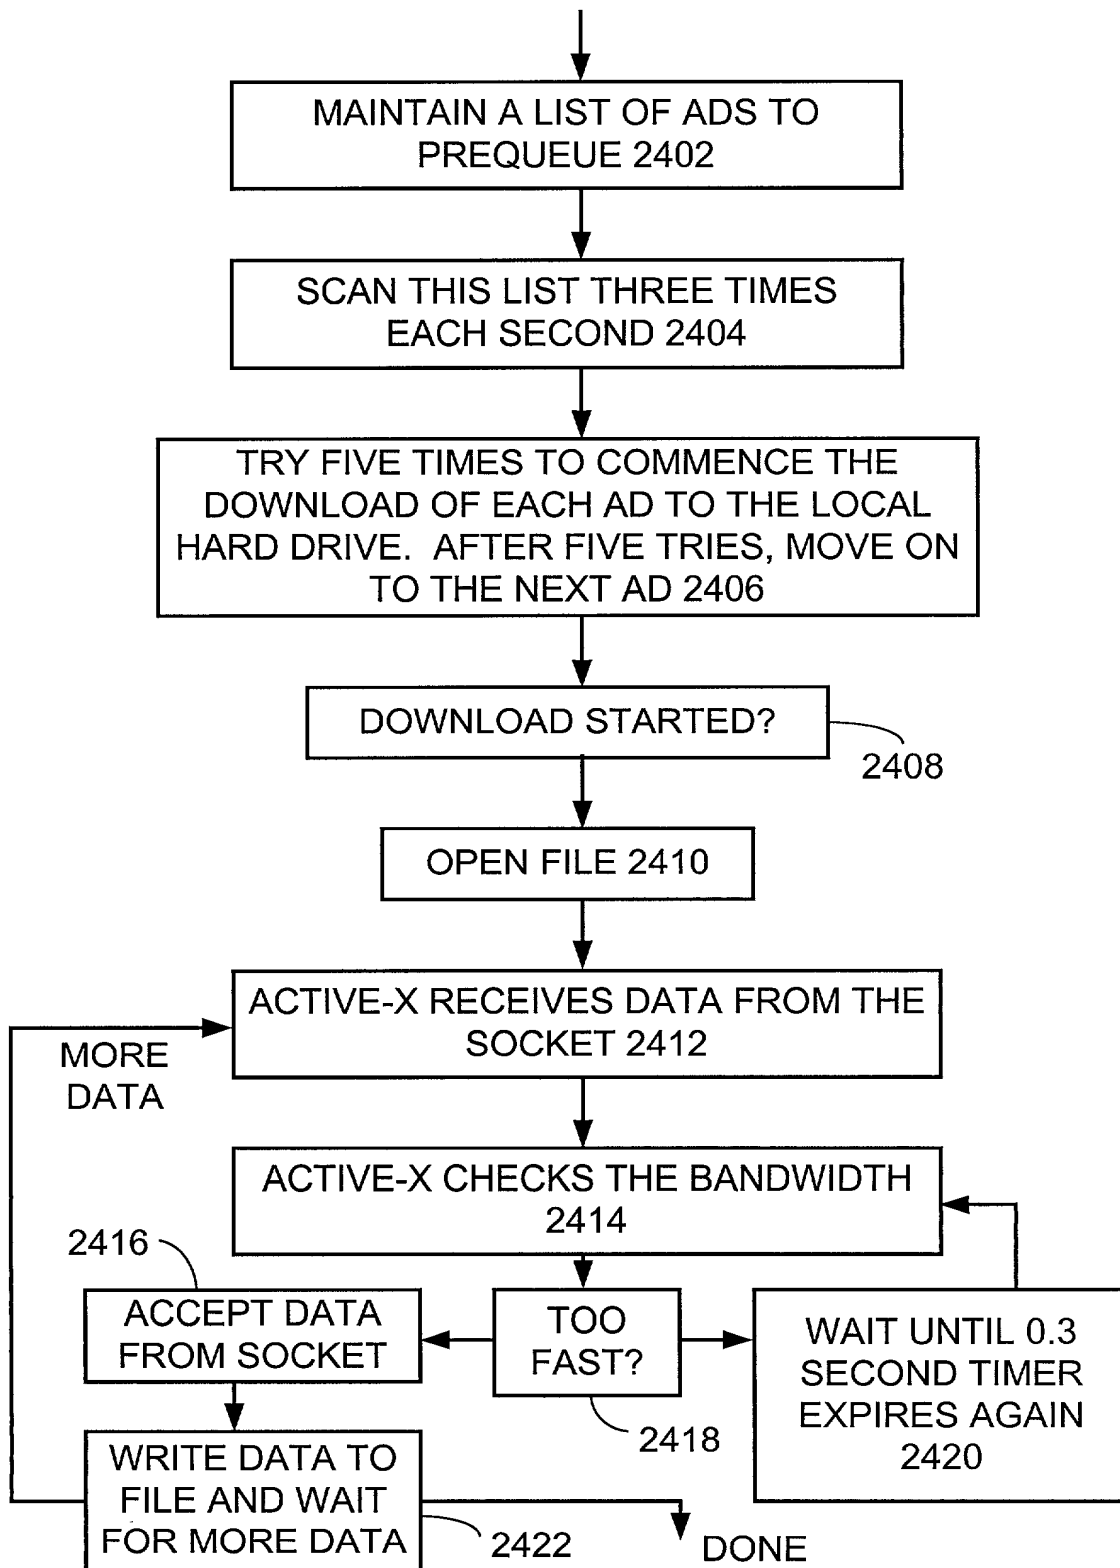 MAINTAIN A LIST OF ADS TO
PREQUEUE 2402
SCAN THIS LIST THREE TIMES
EACH SECOND 2404
TRY FIVE TIMES TO COMMENCE THE
DOWNLOAD OF EACH AD TO THE LOCAL
HARD DRIVE. AFTER FIVE TRIES, MOVE ON
TO THE NEXT AD 2406
DOWNLOAD STARTED?
2408
OPEN FILE 2410
ACTIVE-X RECEIVES DATA FROM THE
SOCKET 2412
MORE
DATA
ACTIVE-X CHECKS THE BANDWIDTH
2414
2416
ACCEPT DATA
FROM SOCKET
TOO
FAST?
2418
WAIT UNTIL 0.3
SECOND TIMER
EXPIRES AGAIN
2420
WRITE DATA TO
FILE AND WAIT
FOR MORE DATA
2422
DONE